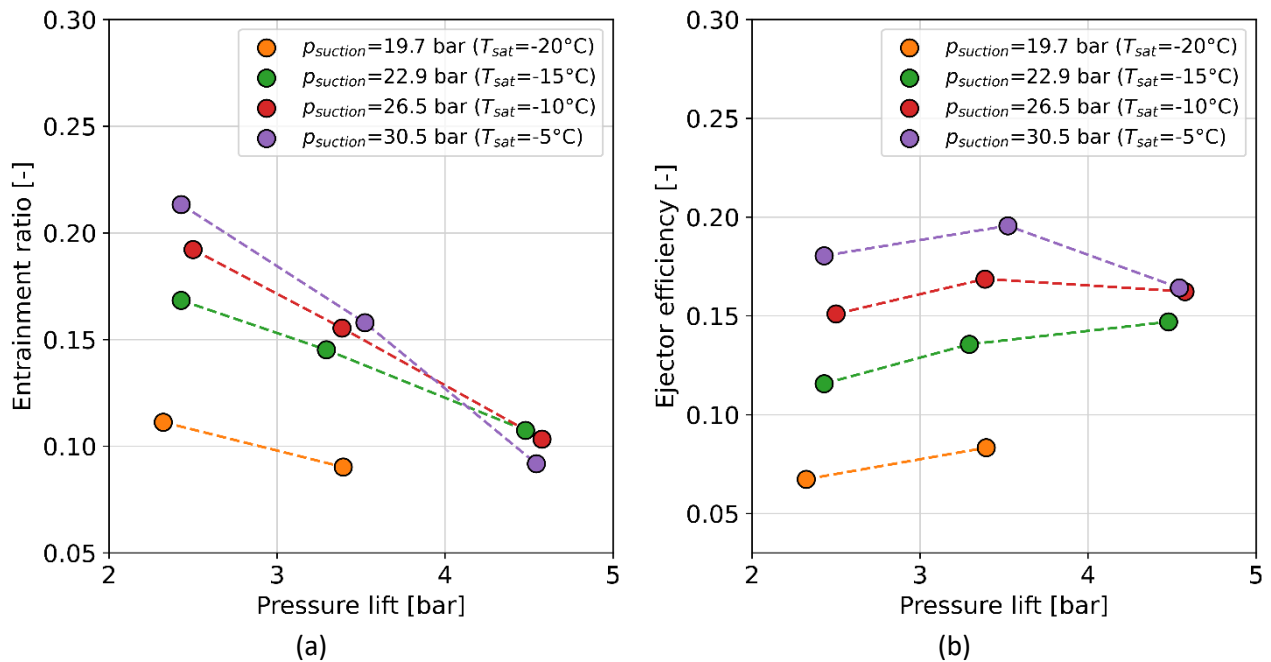 0.30
0.25
0.20
0.15
0.10
0.05
2
3
4
5
Entrainment ratio [-]
Pressure lift [bar]
p_suction=19.7 bar (T_sat=-20°C)
p_suction=22.9 bar (T_sat=-15°C)
p_suction=26.5 bar (T_sat=-10°C)
p_suction=30.5 bar (T_sat=-5°C)
(a)
0.30
0.25
0.20
0.15
0.10
0.05
2
3
4
5
Ejector efficiency [-]
Pressure lift [bar]
p_suction=19.7 bar (T_sat=-20°C)
p_suction=22.9 bar (T_sat=-15°C)
p_suction=26.5 bar (T_sat=-10°C)
p_suction=30.5 bar (T_sat=-5°C)
(b)